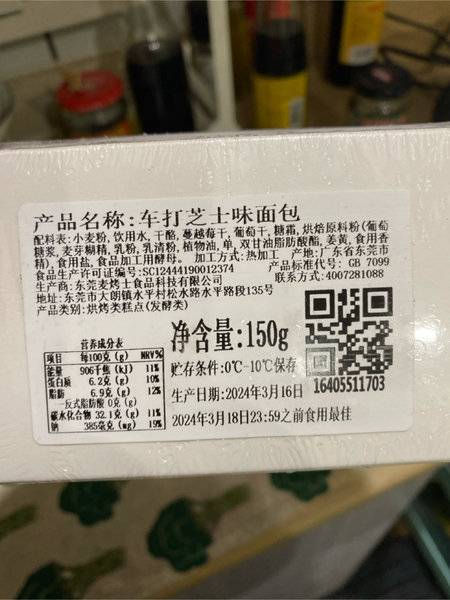 产品名称:车打芝士味面包
配料表:小麦粉, 饮用水, 干酪, 蔓越莓干, 葡萄干, 糖霜, 烘焙原料粉(葡萄
糖浆, 麦芽糊精, 乳粉, 乳清粉, 植物油, 单, 双甘油脂肪酸酯, 姜黄, 食用香
精), 食用盐, 食品加工用酵母. 加工方式:热加工 产地:广东省东莞市
食品生产许可证编号:SC12444190012374 产品标准代号: GB 7099
生产商: 东莞麦烤士食品科技有限公司 联系方式:4007281088
地址:东莞市大朗镇水平村松水路水平路段135号
产品类别:烘烤类糕点(发酵类)
净含量:150g
营养成分表
项目 每100克(g) NRV%
能量 906千焦(kJ) 11%
蛋白质 6.2克(g) 10%
脂肪 6.9克(g) 12%
一反式脂肪酸 0克(g)
碳水化合物 32.1克(g) 11%
钠 385毫克(mg) 19%
贮存条件:0℃-10℃保存
生产日期:2024年3月16日
2024年3月18日23:59之前食用最佳
16405511703